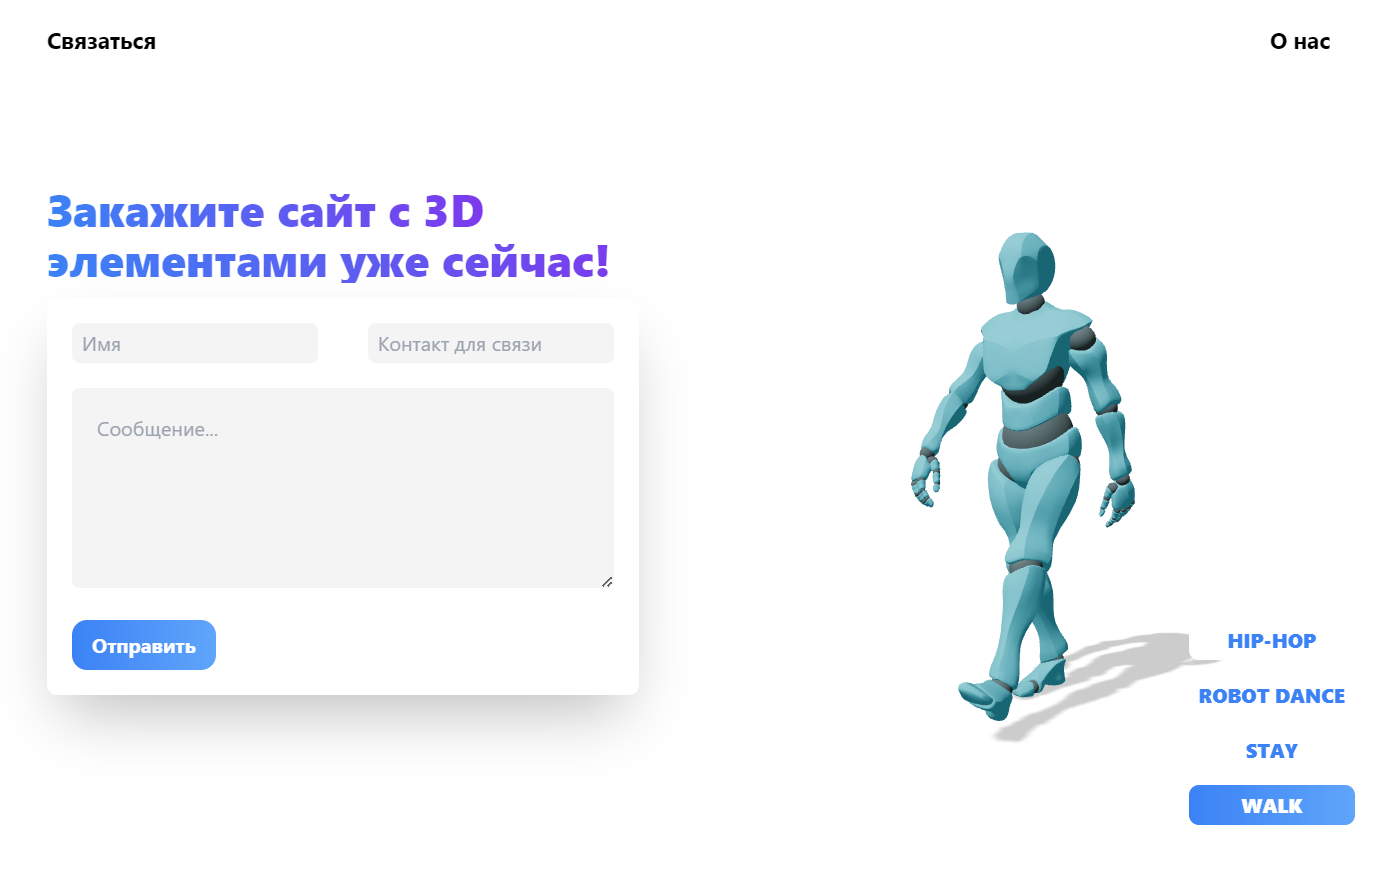 Связаться
О нас
Закажите сайт с 3D
элементами уже сейчас!
Имя
Контакт для связи
Сообщение...
Отправить
HIP-HOP
ROBOT DANCE
STAY
WALK